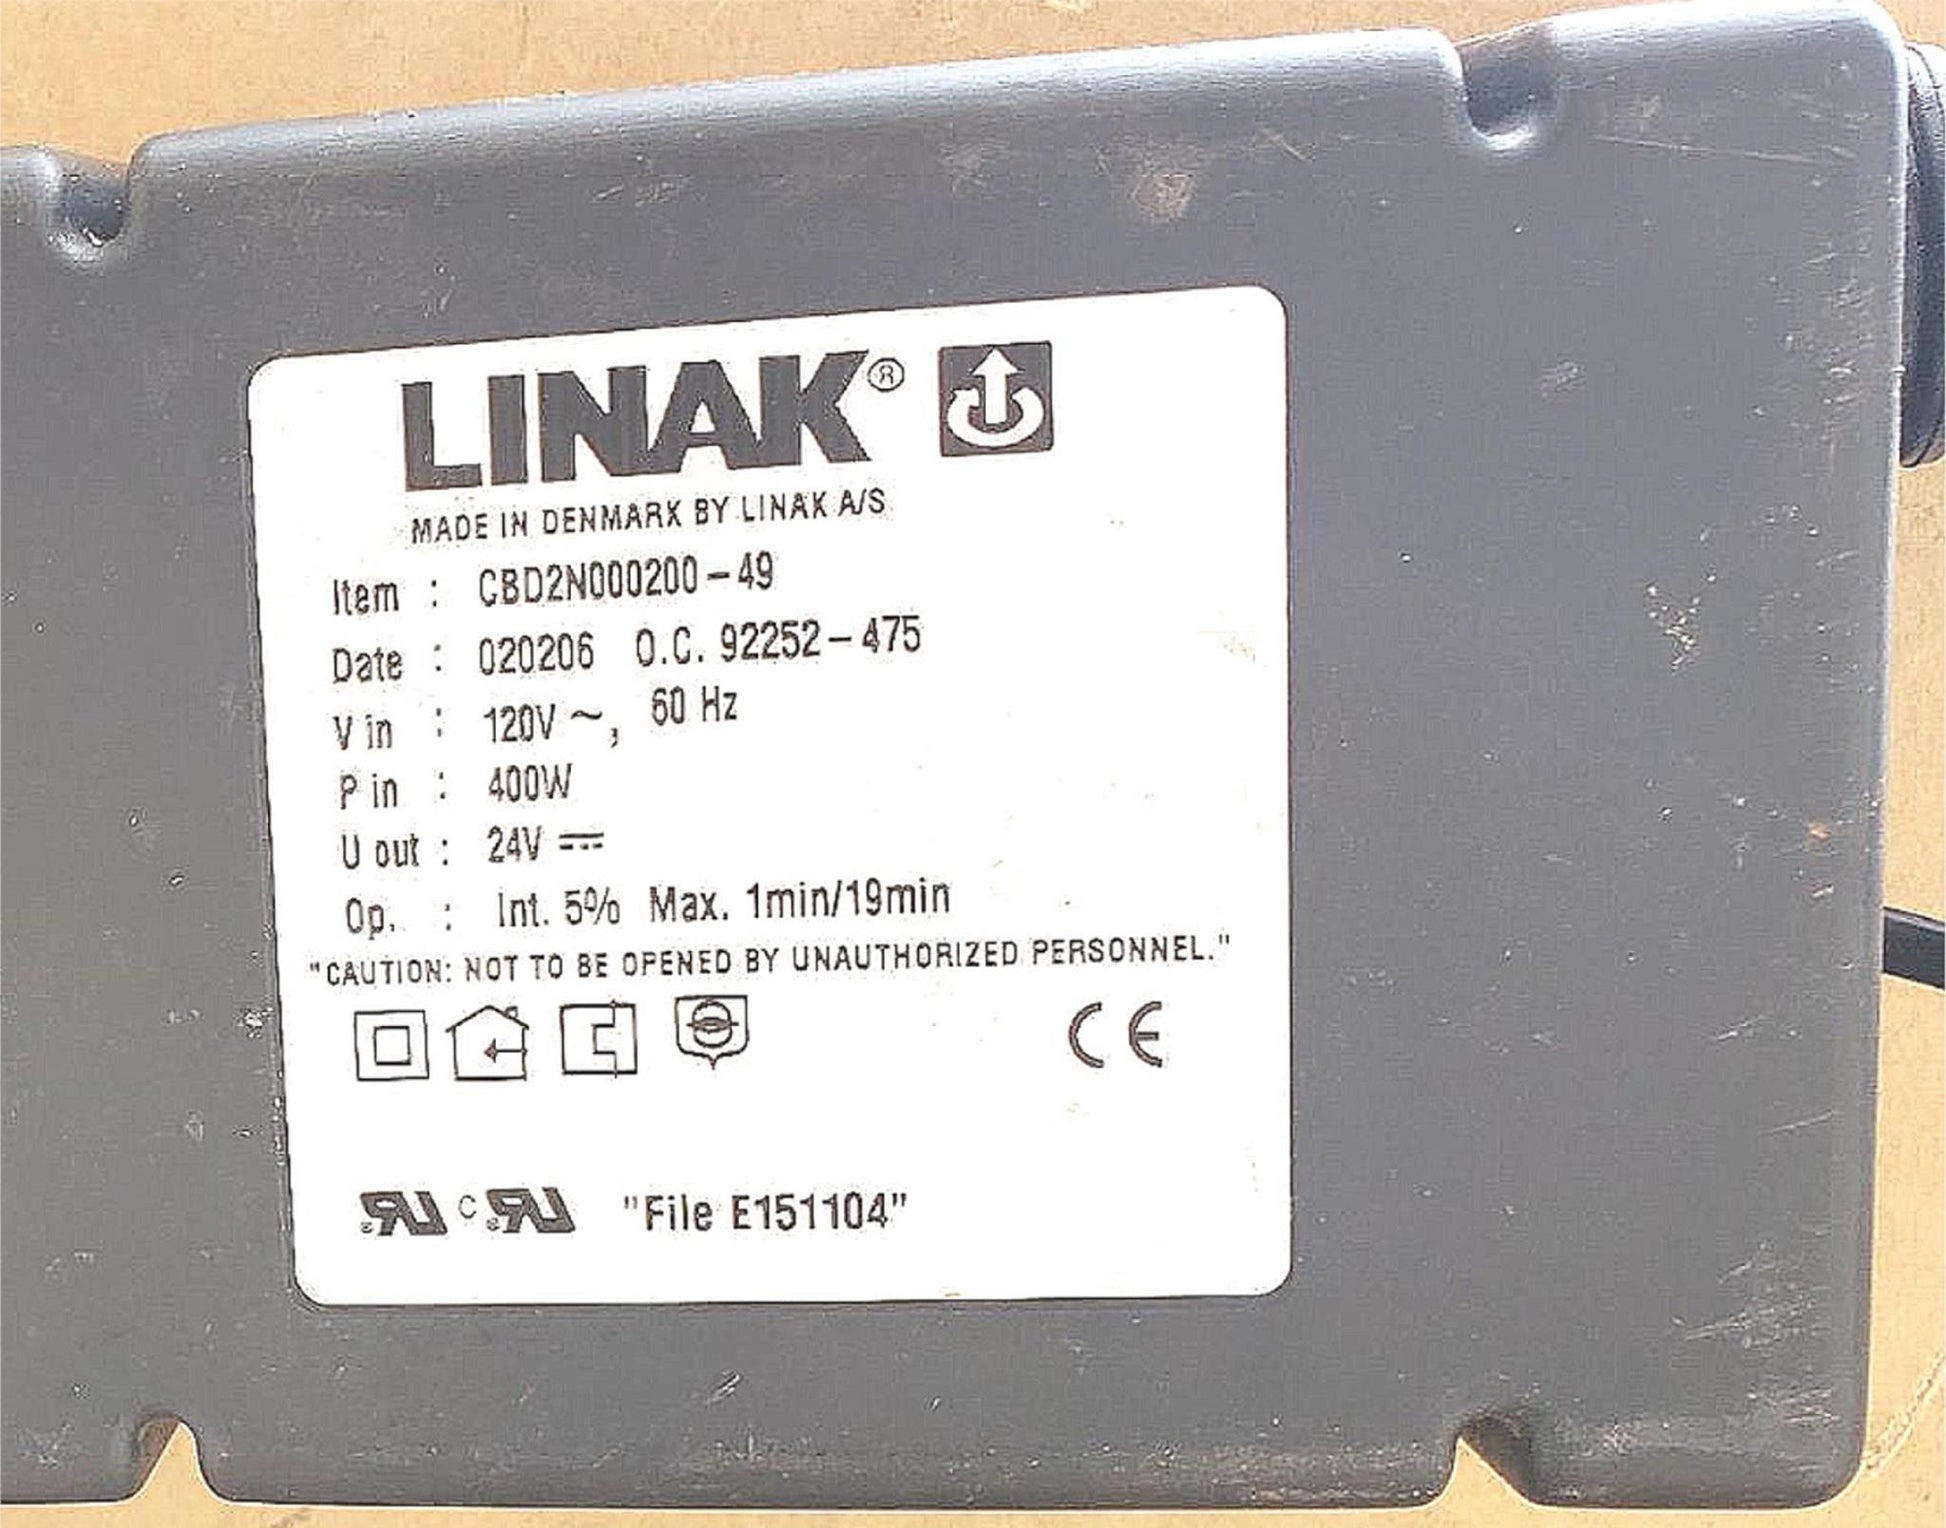 LINAK®
MADE IN DENMARK BY LINAK A/S
Item : CBD2N000200-49
Date : 020206 O.C. 92252-475
V in : 120V ~, 60 Hz
P in : 400W
U out : 24V ⎓
Op. : Int. 5% Max. 1min/19min
"CAUTION: NOT TO BE OPENED BY UNAUTHORIZED PERSONNEL."
CE
RU C RU "File E151104"